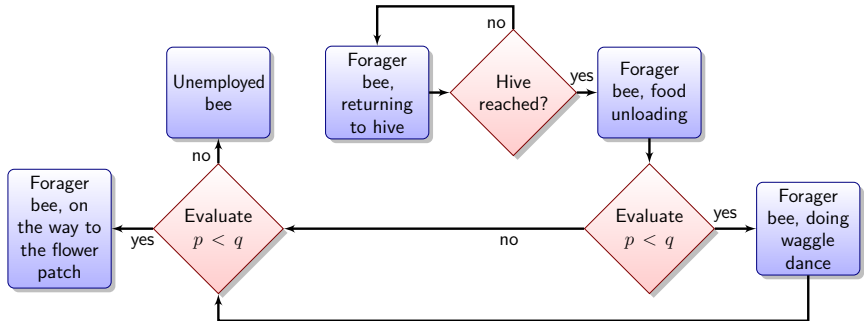 no
Forager
bee,
returning
to hive
Hive
reached?
yes
Forager
bee, food
unloading
Unemployed
bee
no
Forager
bee, on
the way to
the flower
patch
yes
Evaluate
p < q
no
Evaluate
p < q
yes
Forager
bee, doing
waggle
dance